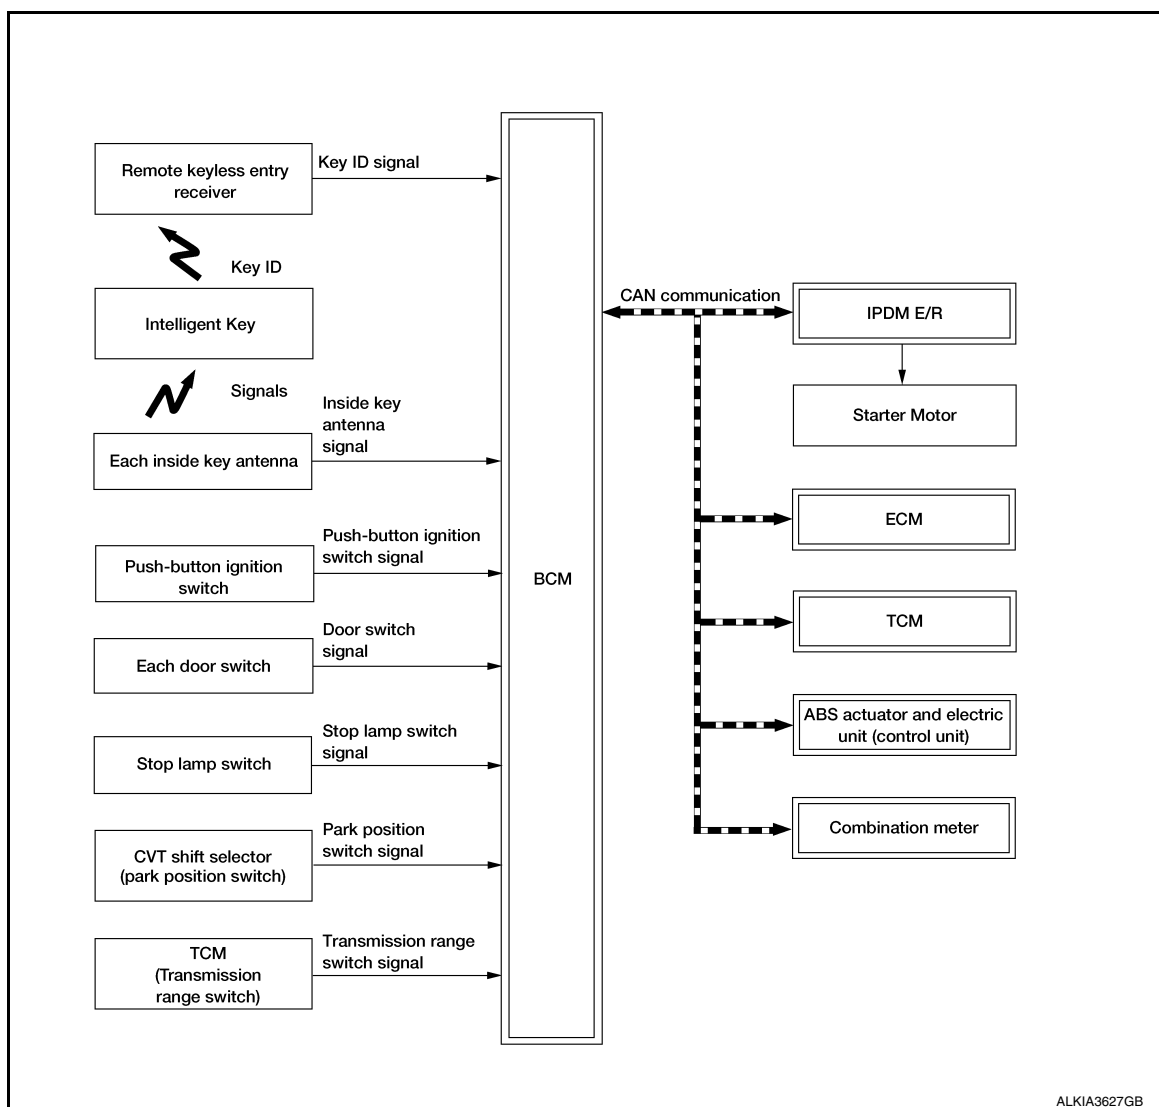 Remote keyless entry
receiver
Key ID signal
Key ID
Intelligent Key
Signals
Each inside key antenna
Inside key
antenna
signal
Push-button ignition
switch
Push-button ignition
switch signal
Each door switch
Door switch
signal
Stop lamp switch
Stop lamp switch
signal
CVT shift selector
(park position switch)
Park position
switch signal
TCM
(Transmission
range switch)
Transmission range
switch signal
BCM
CAN communication
IPDM E/R
Starter Motor
ECM
TCM
ABS actuator and electric
unit (control unit)
Combination meter
ALKIA3627GB